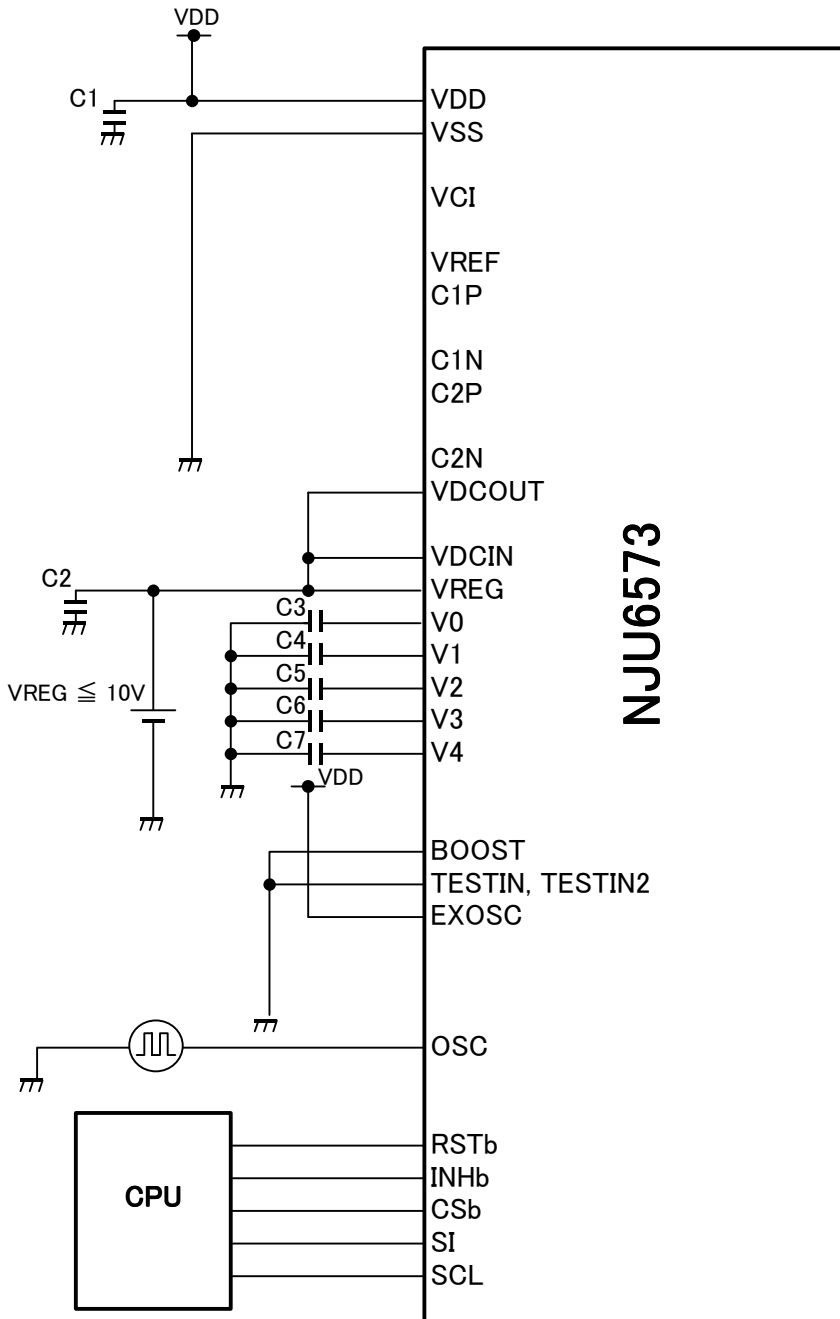 VDD
C1
VDD
VSS
VCI
VREF
C1P
C1N
C2P
C2N
VDCOUT
VDCIN
C2
VREG
C3
V0
C4
V1
C5
V2
VREG ≦ 10V
C6
V3
C7
V4
VDD
NJU6573
BOOST
TESTIN, TESTIN2
EXOSC
OSC
CPU
RSTb
INHb
CSb
SI
SCL